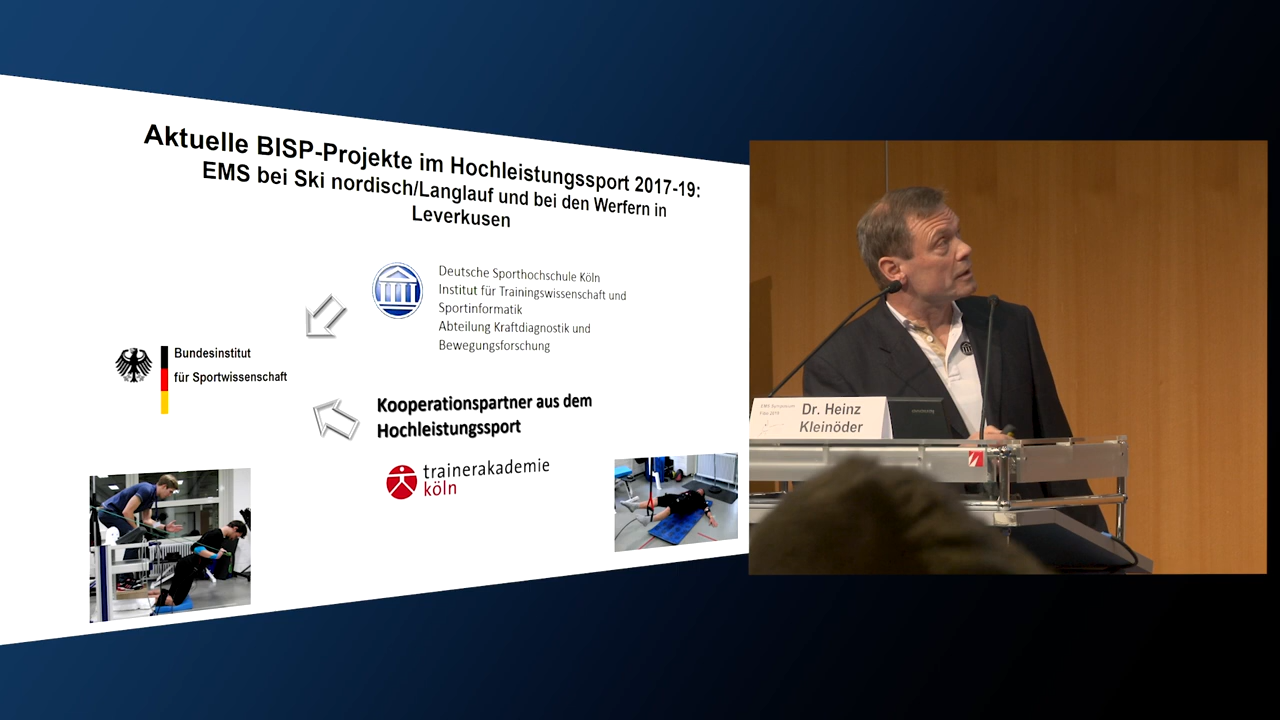 Aktuelle BISP-Projekte im Hochleistungssport 2017-19:
EMS bei Ski nordisch/Langlauf und bei den Werfern in
Leverkusen
Deutsche Sporthochschule Köln
Institut für Trainingswissenschaft und
Sportinformatik
Abteilung Kraftdiagnostik und
Bewegungsforschung
Bundesinstitut
für Sportwissenschaft
Kooperationspartner aus dem
Hochleistungssport
trainerakademie
köln
Dr. Heinz
Kleinöder